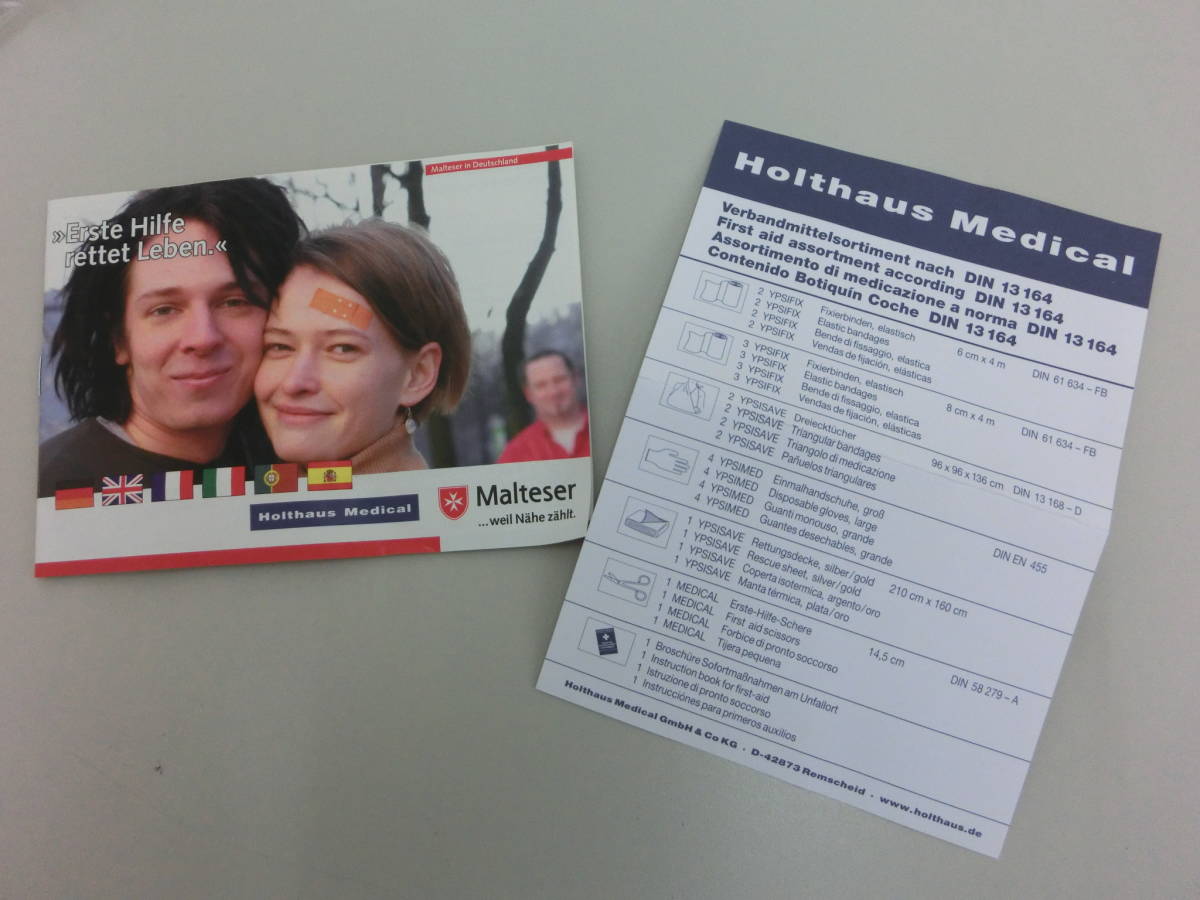 Malteser in Deutschland
»Erste Hilfe
rettet Leben.«
Holthaus Medical
Malteser
...weil Nähe zählt.
Holthaus Medical
Verbandmittelsortiment nach DIN 13 164
First aid assortment according DIN 13 164
Assortimento di medicazione a norma DIN 13 164
Contenido Botiquin Coche DIN 13 164
2 YPSIFIX Fixierbinden, elastisch 6 cm x 4 m DIN 61 634 – FB
2 YPSIFIX Elastic bandages
2 YPSIFIX Bende di fissaggio, elastica
2 YPSIFIX Vendas de fijación, elásticas
3 YPSIFIX Fixierbinden, elastisch 8 cm x 4 m DIN 61 634 – FB
3 YPSIFIX Elastic bandages
3 YPSIFIX Bende di fissaggio, elastica
3 YPSIFIX Vendas de fijación, elásticas
2 YPSISAVE Dreiecktücher 96 x 96 x 136 cm DIN 13 168 – D
2 YPSISAVE Triangular bandages
2 YPSISAVE Triangolo di medicazione
2 YPSISAVE Pañuelos triangulares
4 YPSIMED Einmalhandschuhe, groß DIN EN 455
4 YPSIMED Disposable gloves, large
4 YPSIMED Guanti monouso, grande
4 YPSIMED Guantes desechables, grande
1 YPSISAVE Rettungsdecke, silber/gold 210 cm x 160 cm
1 YPSISAVE Rescue sheet, silver/gold
1 YPSISAVE Coperta isotermica, argento/oro
1 YPSISAVE Manta térmica, plata/oro
1 MEDICAL Erste-Hilfe-Schere 14,5 cm DIN 58 279 – A
1 MEDICAL First aid scissors
1 MEDICAL Forbice di pronto soccorso
1 MEDICAL Tijera pequena
1 Broschüre Sofortmaßnahmen am Unfallort
1 Instruction book for first-aid
1 Istruzione di pronto soccorso
1 Instrucciónes para primeros auxilios
Holthaus Medical GmbH & Co KG · D-42873 Remscheid · www.holthaus.de